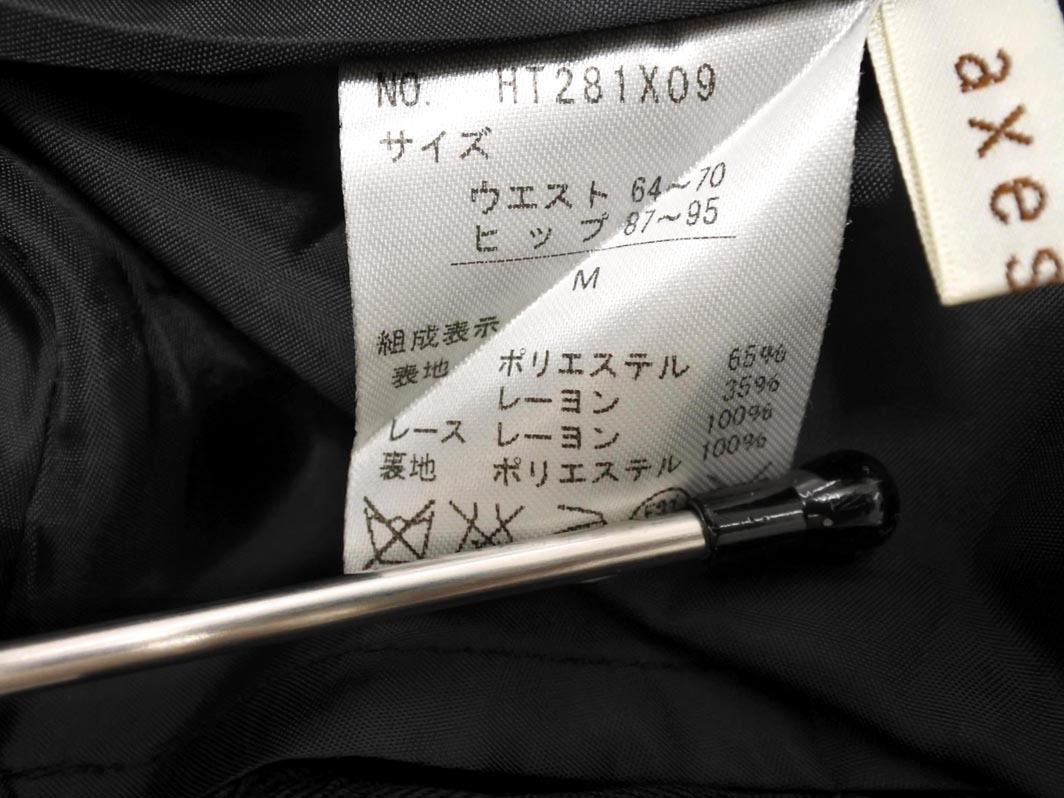 NO. HT281X09
サイズ
ウエスト 64～70
ヒップ 87～95
M
組成表示
表地 ポリエステル 65%
レーヨン 35%
レース レーヨン 100%
裏地 ポリエステル 100%
axes